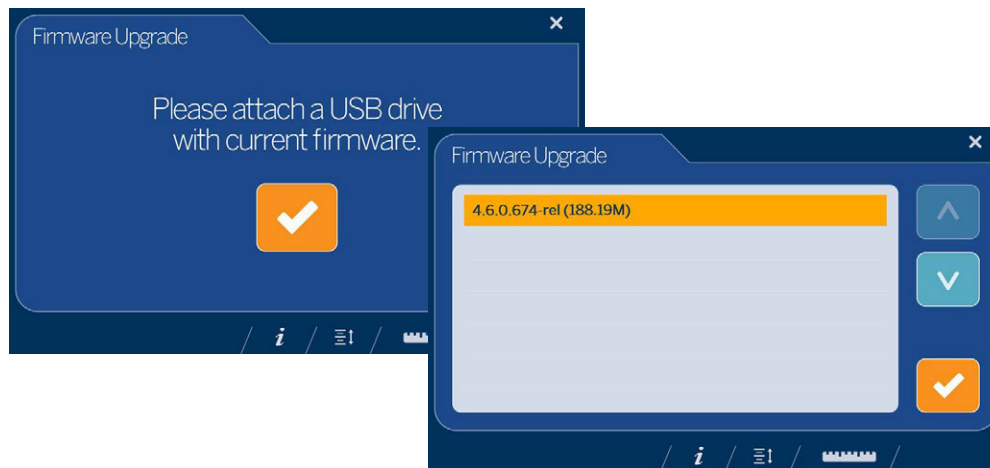 Firmware Upgrade
Please attach a USB drive
with current firmware.
i
Firmware Upgrade
4.6.0.674-rel (188.19M)
i